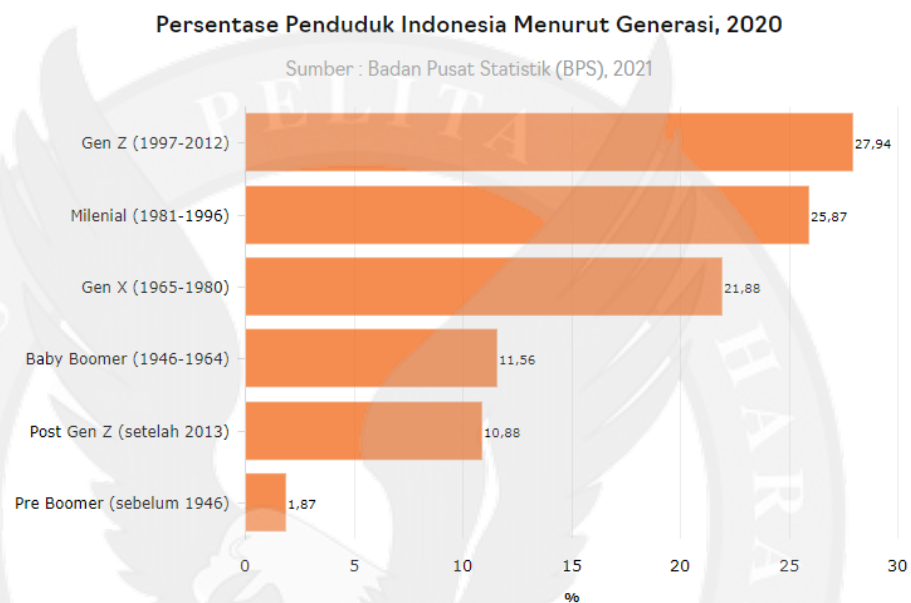 Persentase Penduduk Indonesia Menurut Generasi, 2020
Sumber : Badan Pusat Statistik (BPS), 2021
PELITA
HARA
Gen Z (1997-2012) 27,94
Milenial (1981-1996) 25,87
Gen X (1965-1980) 21,88
Baby Boomer (1946-1964) 11,56
Post Gen Z (setelah 2013) 10,88
Pre Boomer (sebelum 1946) 1,87
0 5 10 15 20 25 30
%